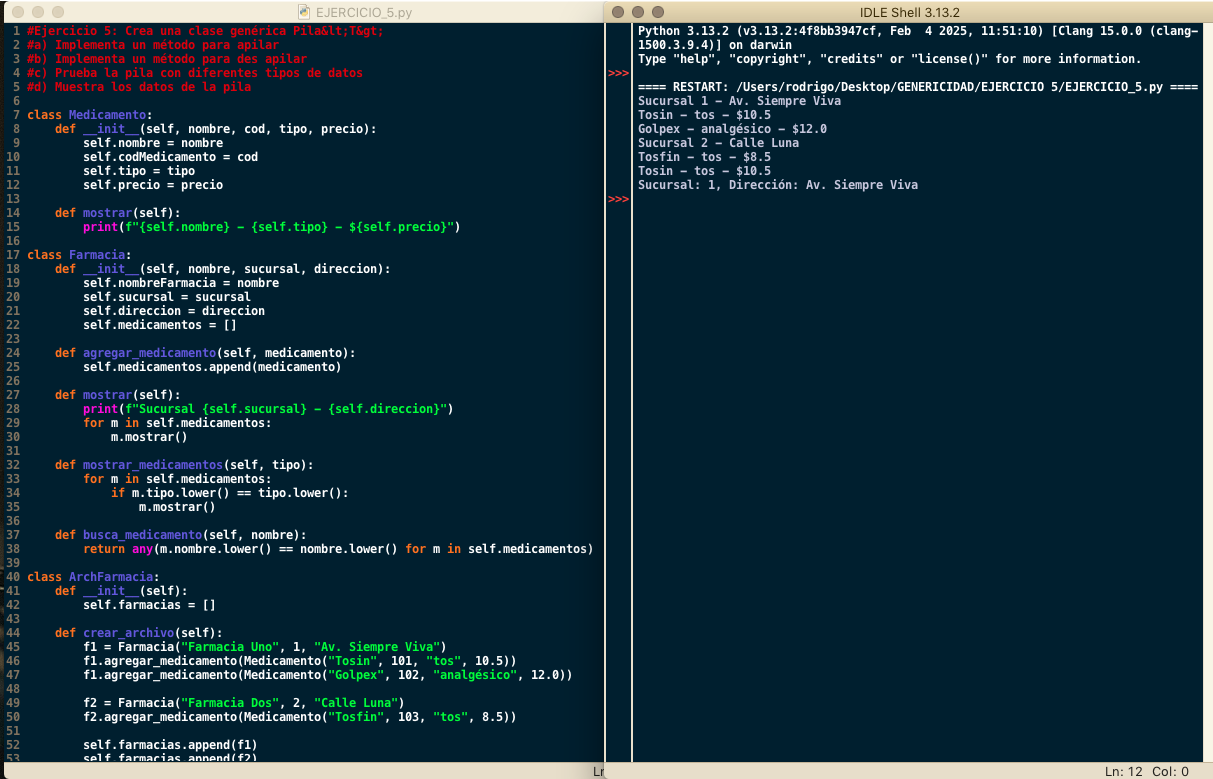 EJERCICIO_5.py
1 #Ejercicio 5: Crea una clase genérica Pila&lt;T&gt;
2 #a) Implementa un método para apilar
3 #b) Implementa un método para des apilar
4 #c) Prueba la pila con diferentes tipos de datos
5 #d) Muestra los datos de la pila
6
7 class Medicamento:
8     def __init__(self, nombre, cod, tipo, precio):
9         self.nombre = nombre
10         self.codMedicamento = cod
11         self.tipo = tipo
12         self.precio = precio
13
14     def mostrar(self):
15         print(f"{self.nombre} - {self.tipo} - ${self.precio}")
16
17 class Farmacia:
18     def __init__(self, nombre, sucursal, direccion):
19         self.nombreFarmacia = nombre
20         self.sucursal = sucursal
21         self.direccion = direccion
22         self.medicamentos = []
23
24     def agregar_medicamento(self, medicamento):
25         self.medicamentos.append(medicamento)
26
27     def mostrar(self):
28         print(f"Sucursal {self.sucursal} - {self.direccion}")
29         for m in self.medicamentos:
30             m.mostrar()
31
32     def mostrar_medicamentos(self, tipo):
33         for m in self.medicamentos:
34             if m.tipo.lower() == tipo.lower():
35                 m.mostrar()
36
37     def busca_medicamento(self, nombre):
38         return any(m.nombre.lower() == nombre.lower() for m in self.medicamentos)
39
40 class ArchFarmacia:
41     def __init__(self):
42         self.farmacias = []
43
44     def crear_archivo(self):
45         f1 = Farmacia("Farmacia Uno", 1, "Av. Siempre Viva")
46         f1.agregar_medicamento(Medicamento("Tosin", 101, "tos", 10.5))
47         f1.agregar_medicamento(Medicamento("Golpex", 102, "analgésico", 12.0))
48
49         f2 = Farmacia("Farmacia Dos", 2, "Calle Luna")
50         f2.agregar_medicamento(Medicamento("Tosfin", 103, "tos", 8.5))
51
52         self.farmacias.append(f1)
53         self.farmacias.append(f2)
Ln
IDLE Shell 3.13.2
Python 3.13.2 (v3.13.2:4f8bb3947cf, Feb  4 2025, 11:51:10) [Clang 15.0.0 (clang-
1500.3.9.4)] on darwin
Type "help", "copyright", "credits" or "license()" for more information.
>>>
==== RESTART: /Users/rodrigo/Desktop/GENERICIDAD/EJERCICIO 5/EJERCICIO_5.py ====
Sucursal 1 - Av. Siempre Viva
Tosin - tos - $10.5
Golpex - analgésico - $12.0
Sucursal 2 - Calle Luna
Tosfin - tos - $8.5
Tosin - tos - $10.5
Sucursal: 1, Dirección: Av. Siempre Viva
>>>
Ln: 12 Col: 0